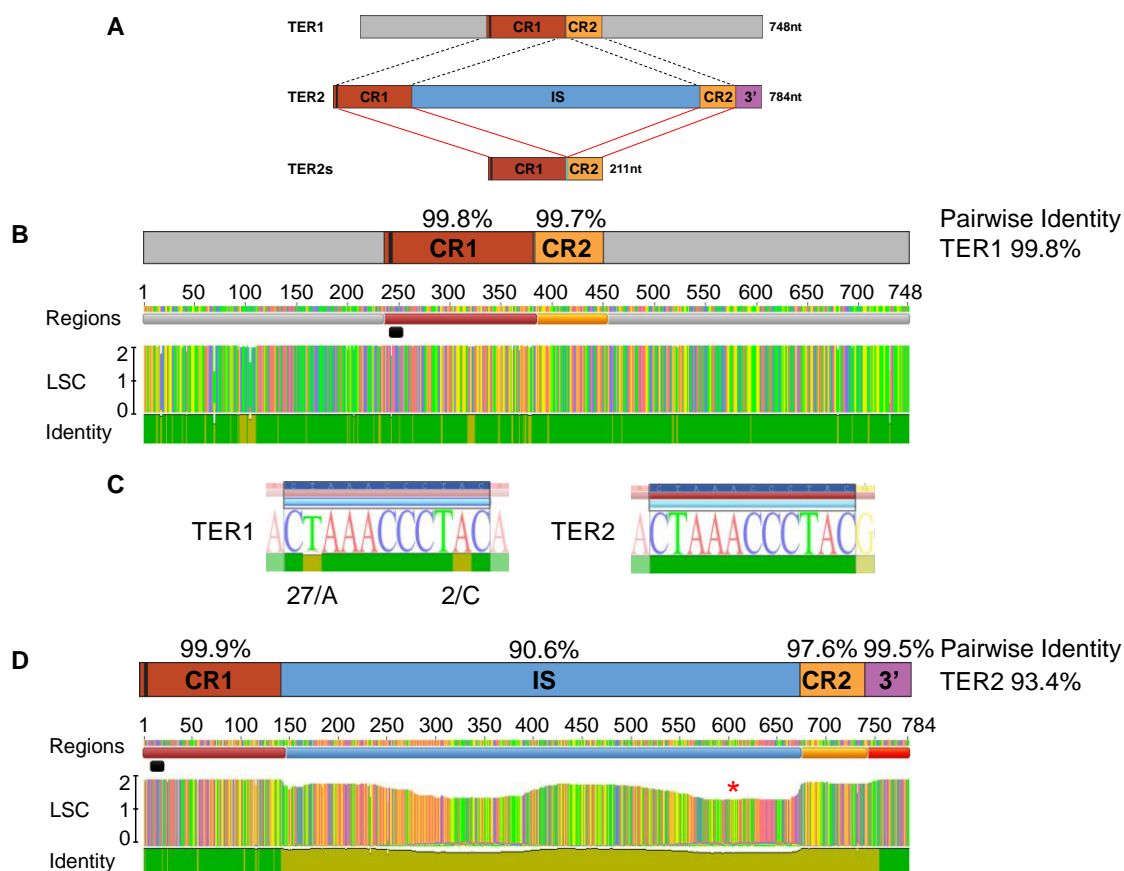 A
TER1
CR1
CR2
748nt
TER2
CR1
IS
CR2
3’
784nt
TER2s
CR1
CR2
211nt
B
99.8%
99.7%
Pairwise Identity
TER1 99.8%
CR1
CR2
1 50 100 150 200 250 300 350 400 450 500 550 600 650 700 748
Regions
LSC
2
1
0
Identity
C
TER1
ACTAAACCCTACA
27/A
2/C
TER2
ACTAAACCCTACG
D
99.9%
90.6%
97.6%
99.5%
Pairwise Identity
TER2 93.4%
CR1
IS
CR2
3’
1 50 100 150 200 250 300 350 400 450 500 550 600 650 700 750 784
Regions
LSC
2
1
0
*
Identity